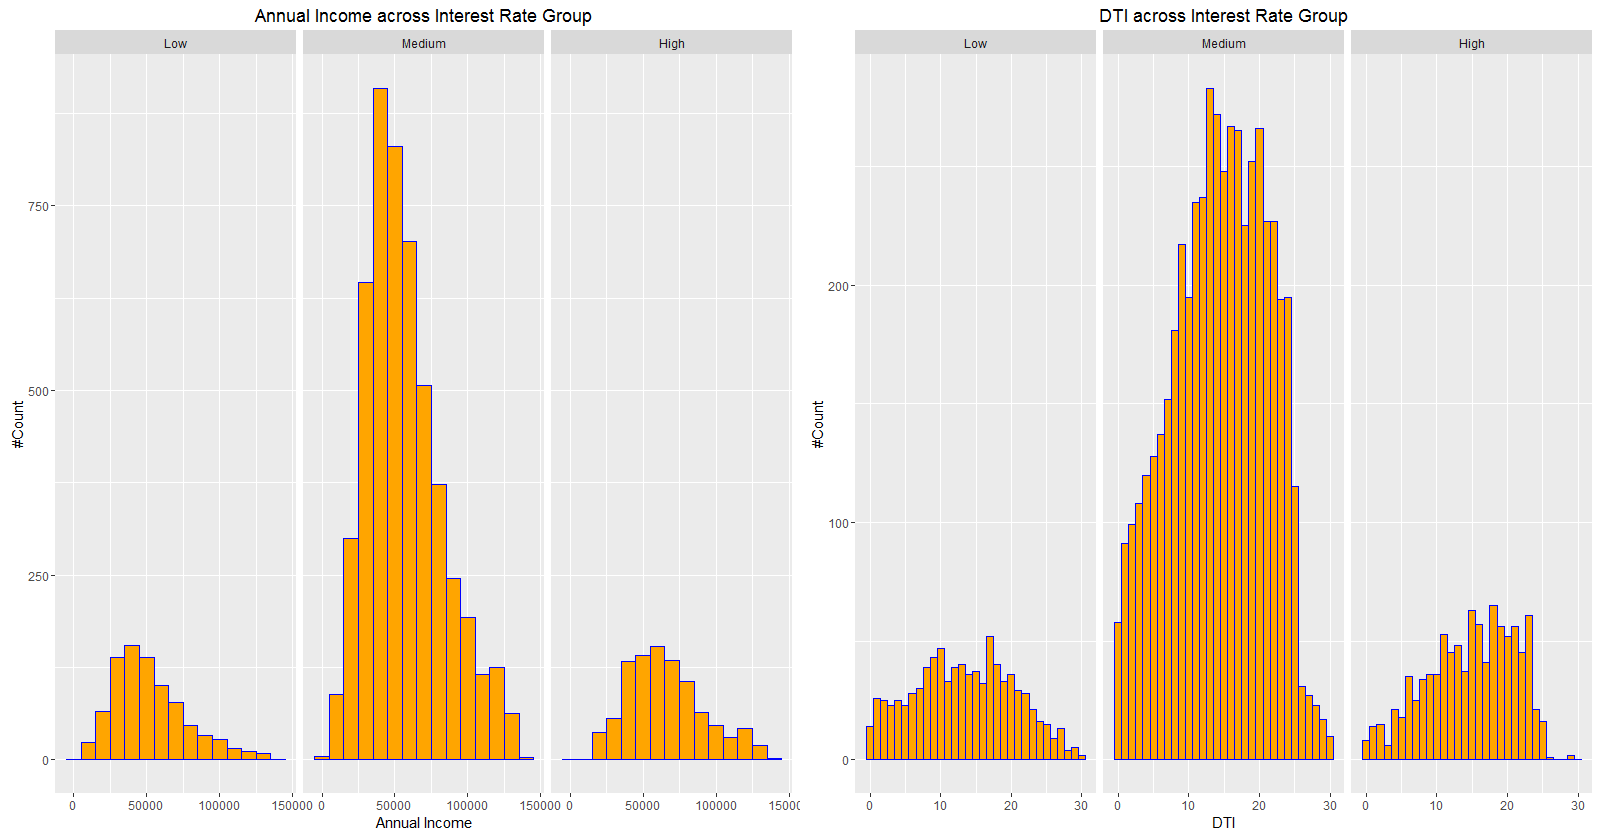 Annual Income across Interest Rate Group
Low Medium High
750
500
250
0
#Count
0 50000 100000 150000 0 50000 100000 150000 0 50000 100000
Annual Income
DTI across Interest Rate Group
Low Medium High
200
100
0
#Count
0 10 20 30 0 10 20 30 0 10 20 30
DTI